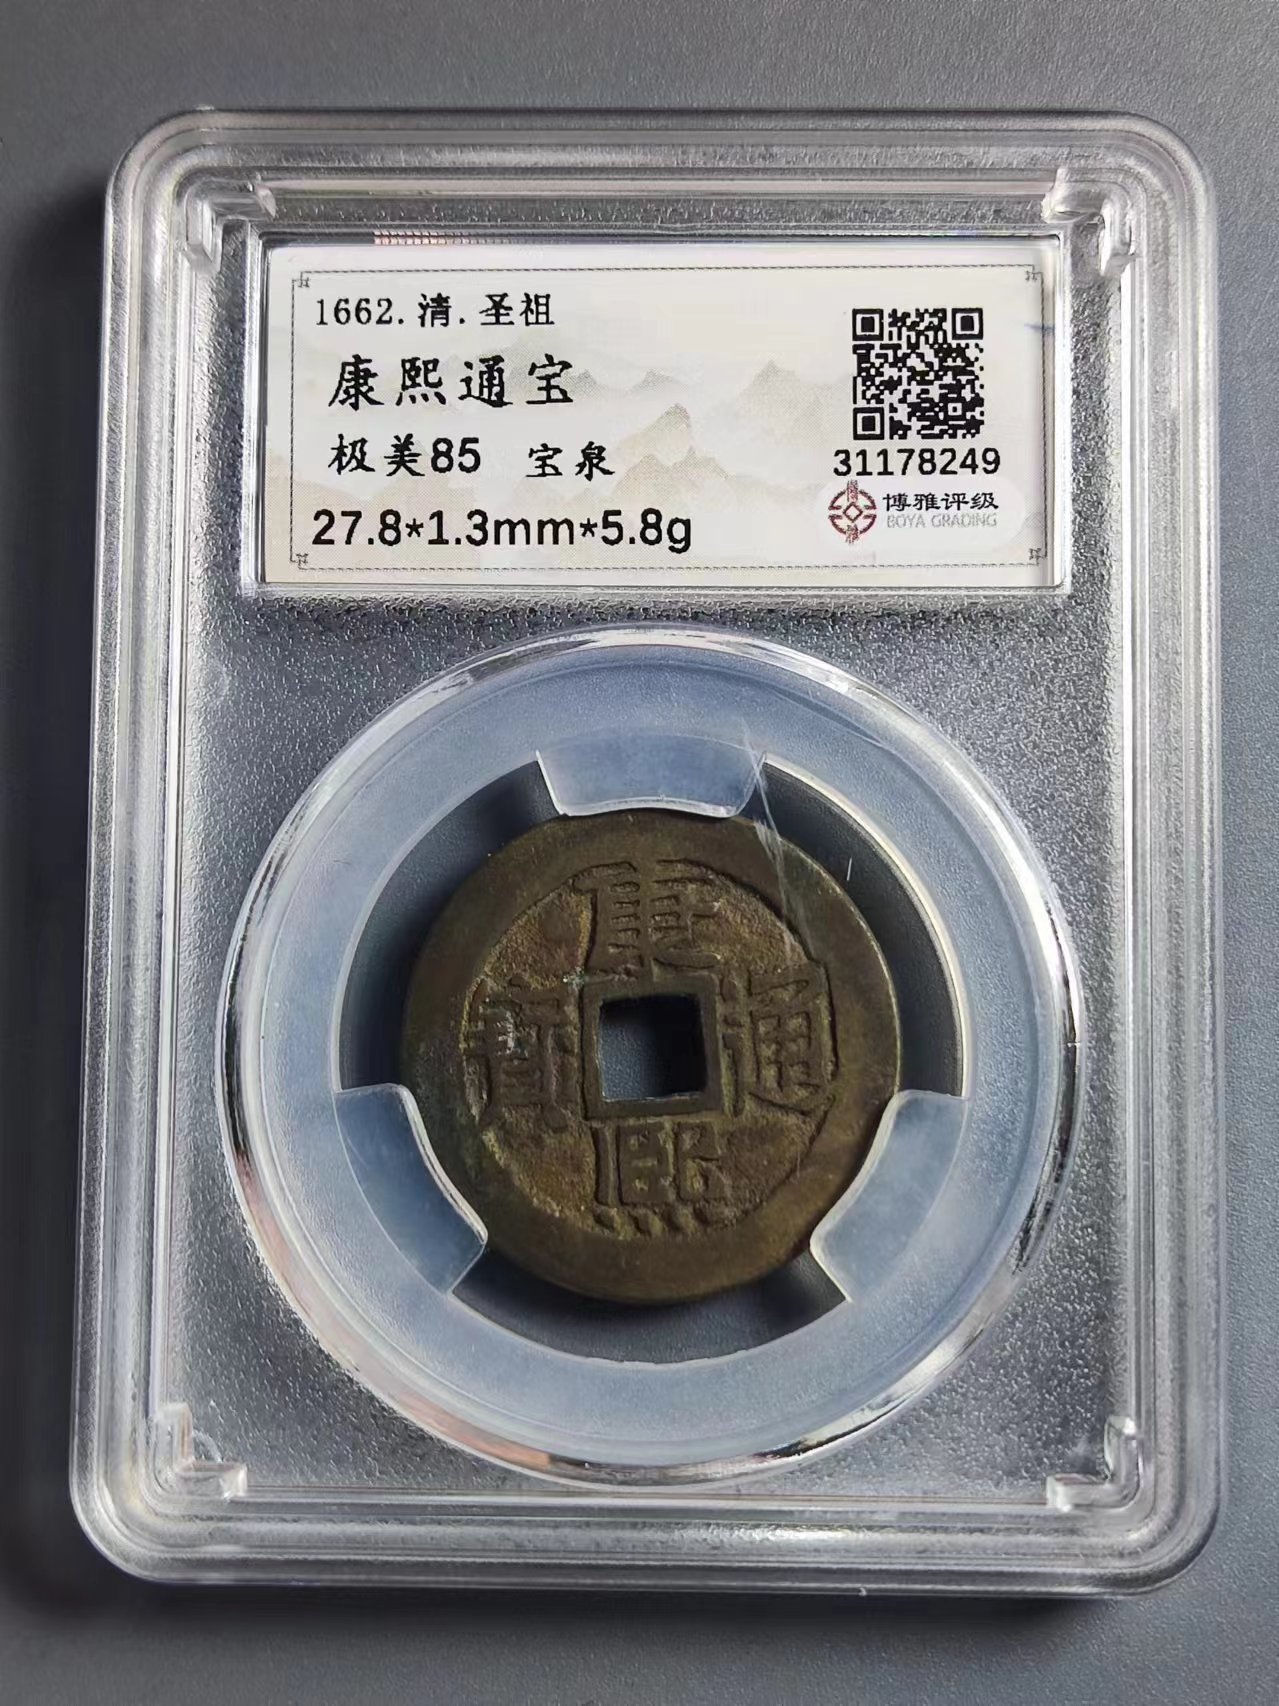 1662.清.圣祖
康熙通宝
极美85 宝泉
27.8*1.3mm*5.8g
31178249
博雅评级
BOYA GRADING
康
通
寶
熙